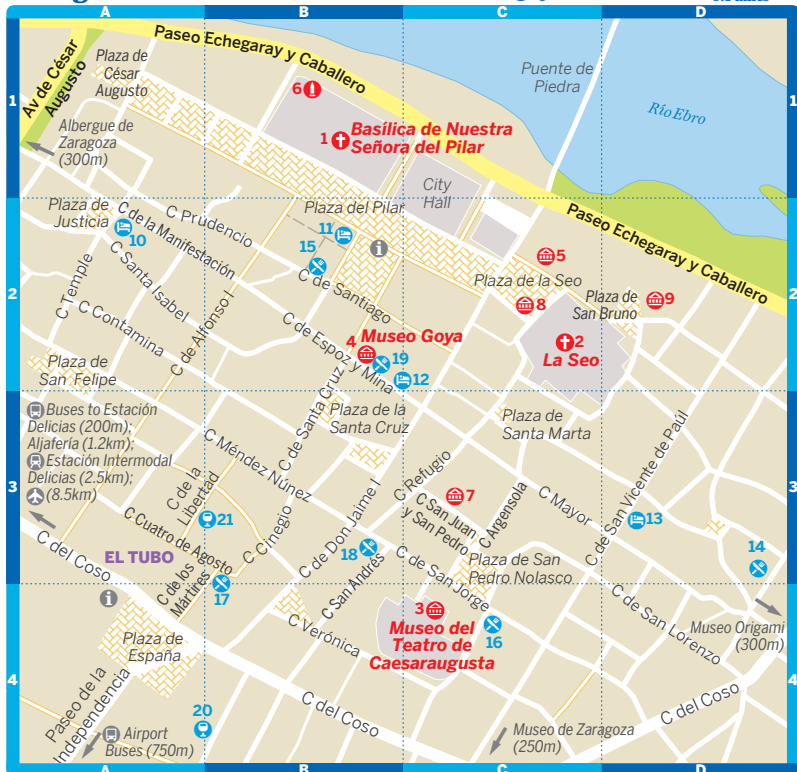 A
B
C
D
1
Av de César
Augusto
Plaza de
César
Augusto
Paseo Echegaray y Caballero
6
1
Basílica de Nuestra
Señora del Pilar
Puente de
Piedra
Río Ebro
1
Albergue de
Zaragoza
(300m)
City
Hall
Plaza de
Justicia
10
C de la Manifestación
C Prudencio
Plaza del Pilar
11
i
15
Paseo Echegaray y Caballero
5
Plaza de la Seo
8
Plaza de
San Bruno
9
2
2
C Temple
C Santa Isabel
C Contamina
C de Alfonso I
C de Santiago
C de Espoz y Mina
4
Museo Goya
19
12
2
La Seo
Plaza de
San Felipe
C de Santa Cruz
Plaza de la
Santa Cruz
Plaza de
Santa Marta
Buses to Estación
Delicias (200m);
Aljafería (1.2km);
Estación Intermodal
Delicias (2.5km);
(8.5km)
3
3
C Méndez Núñez
C de la
Libertad
21
C Cinegio
C Cuatro de Agosto
EL TUBO
C de los
Mártires
17
C de Don Jaime I
18
C San Andrés
C Refugio
7
C San Juan
y San Pedro
C Argensola
C Mayor
C de San Vicente de Paúl
13
14
Plaza de San
Pedro Nolasco
C de San Jorge
C del Coso
i
Plaza de
España
C Verónica
3
Museo del
Teatro de
Caesaraugusta
16
C de San Lorenzo
Museo Origami
(300m)
4
4
Paseo de la
Independencia
20
Airport
Buses (750m)
C del Coso
Museo de Zaragoza
(250m)
C del Coso
A
B
C
D